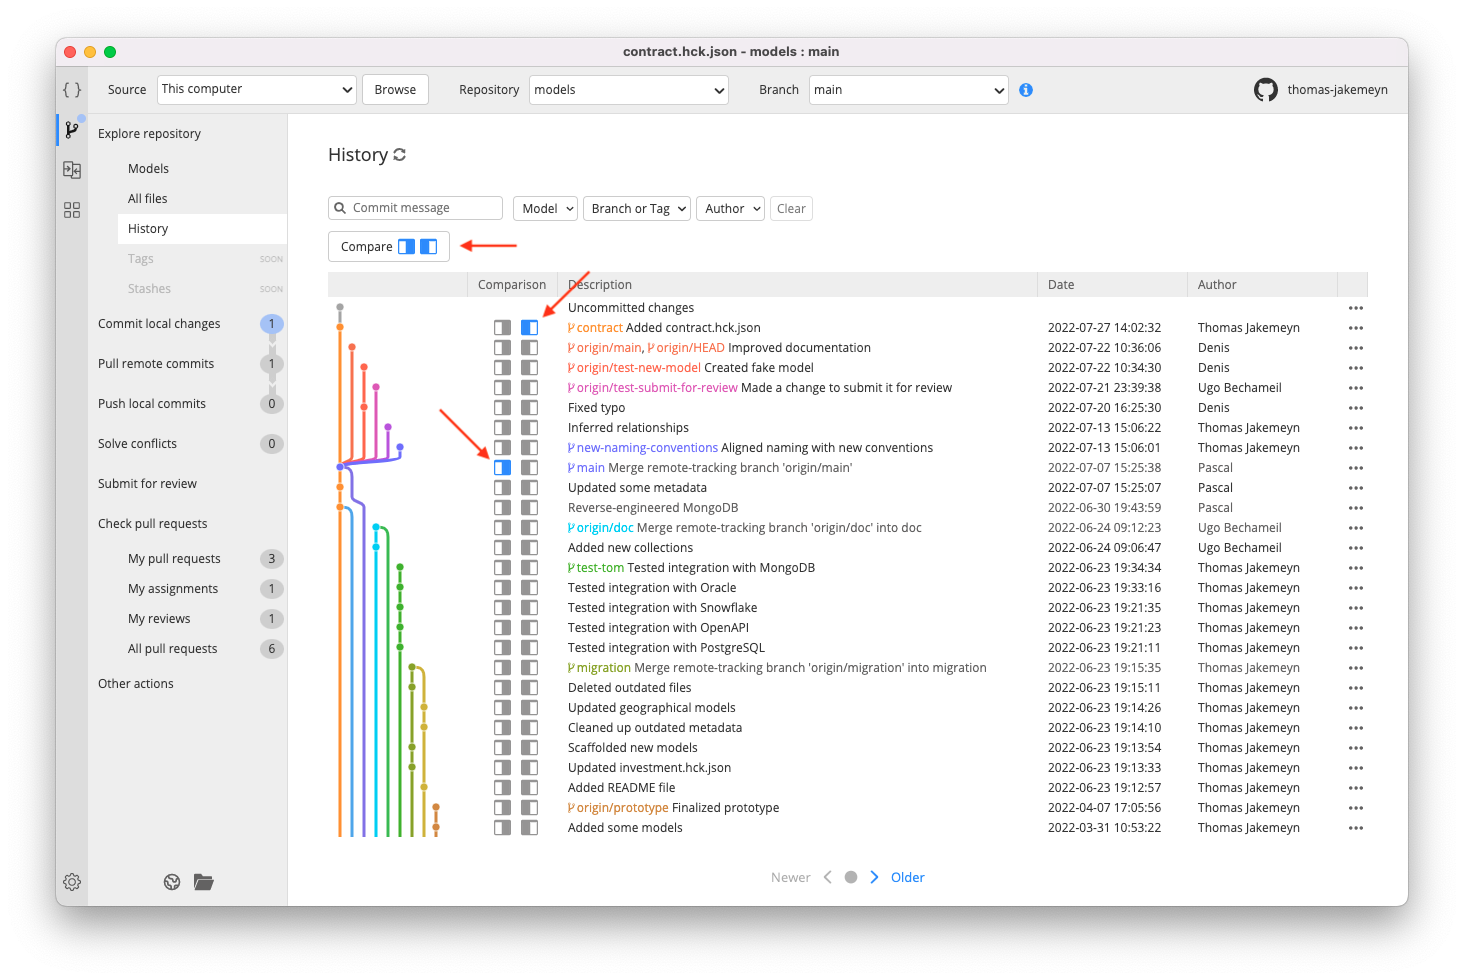 contract.hck.json - models : main
Source This computer Browse Repository models Branch main thomas-jakemeyn
Explore repository
Models
All files
History
Tags SOON
Stashes SOON
Commit local changes 1
Pull remote commits 1
Push local commits 0
Solve conflicts 0
Submit for review
Check pull requests
My pull requests 3
My assignments 1
My reviews 1
All pull requests 6
Other actions
History
Commit message Model Branch or Tag Author Clear
Compare
Comparison Description Date Author
Uncommitted changes
contract Added contract.hck.json 2022-07-27 14:02:32 Thomas Jakemeyn
origin/main, origin/HEAD Improved documentation 2022-07-22 10:36:06 Denis
origin/test-new-model Created fake model 2022-07-22 10:34:30 Denis
origin/test-submit-for-review Made a change to submit it for review 2022-07-21 23:39:38 Ugo Bechameil
Fixed typo 2022-07-20 16:25:30 Denis
Inferred relationships 2022-07-13 15:06:22 Thomas Jakemeyn
new-naming-conventions Aligned naming with new conventions 2022-07-13 15:06:01 Thomas Jakemeyn
main Merge remote-tracking branch 'origin/main' 2022-07-07 15:25:38 Pascal
Updated some metadata 2022-07-07 15:25:07 Pascal
Reverse-engineered MongoDB 2022-06-30 19:43:59 Pascal
origin/doc Merge remote-tracking branch 'origin/doc' into doc 2022-06-24 09:12:23 Ugo Bechameil
Added new collections 2022-06-24 09:06:47 Ugo Bechameil
test-tom Tested integration with MongoDB 2022-06-23 19:34:34 Thomas Jakemeyn
Tested integration with Oracle 2022-06-23 19:33:16 Thomas Jakemeyn
Tested integration with Snowflake 2022-06-23 19:21:35 Thomas Jakemeyn
Tested integration with OpenAPI 2022-06-23 19:21:23 Thomas Jakemeyn
Tested integration with PostgreSQL 2022-06-23 19:21:11 Thomas Jakemeyn
migration Merge remote-tracking branch 'origin/migration' into migration 2022-06-23 19:15:35 Thomas Jakemeyn
Deleted outdated files 2022-06-23 19:15:11 Thomas Jakemeyn
Updated geographical models 2022-06-23 19:14:26 Thomas Jakemeyn
Cleaned up outdated metadata 2022-06-23 19:14:10 Thomas Jakemeyn
Scaffolded new models 2022-06-23 19:13:54 Thomas Jakemeyn
Updated investment.hck.json 2022-06-23 19:13:33 Thomas Jakemeyn
Added README file 2022-06-23 19:12:57 Thomas Jakemeyn
origin/prototype Finalized prototype 2022-04-07 17:05:56 Thomas Jakemeyn
Added some models 2022-03-31 10:53:22 Thomas Jakemeyn
Newer Older